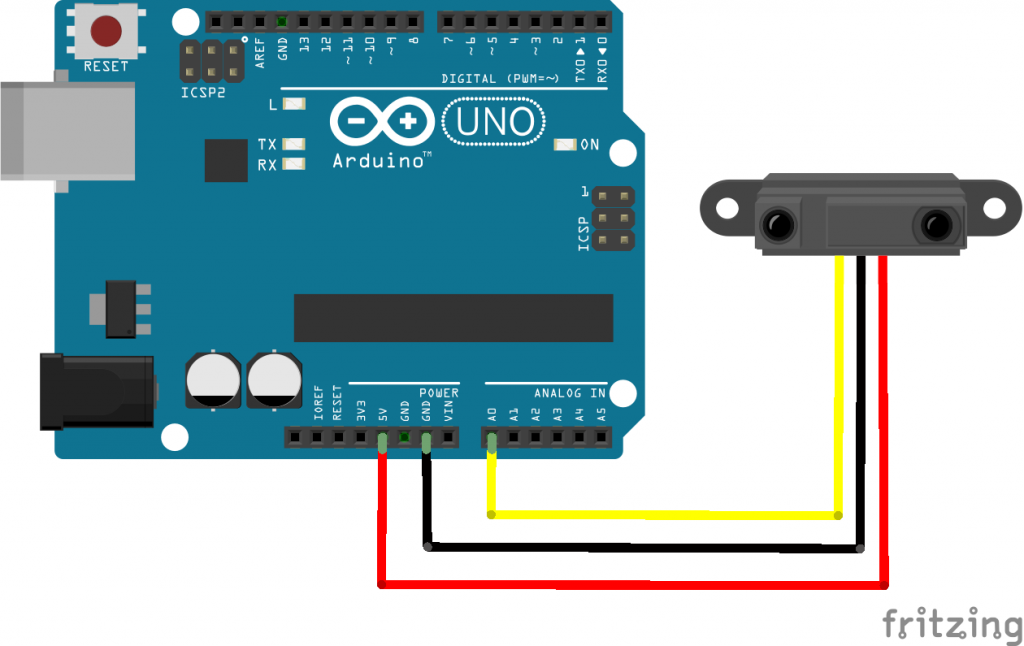 RESET
ICSP2
AREF
GND
13
12
~11
~10
~9
8
7
~6
~5
4
~3
2
TX0▶1
RX0◀0
DIGITAL (PWM=~)
L
TX
RX
UNO
Arduino™
ON
1
ICSP
IOREF
RESET
3V3
5V
GND
GND
VIN
POWER
ANALOG IN
A0
A1
A2
A3
A4
A5
fritzing